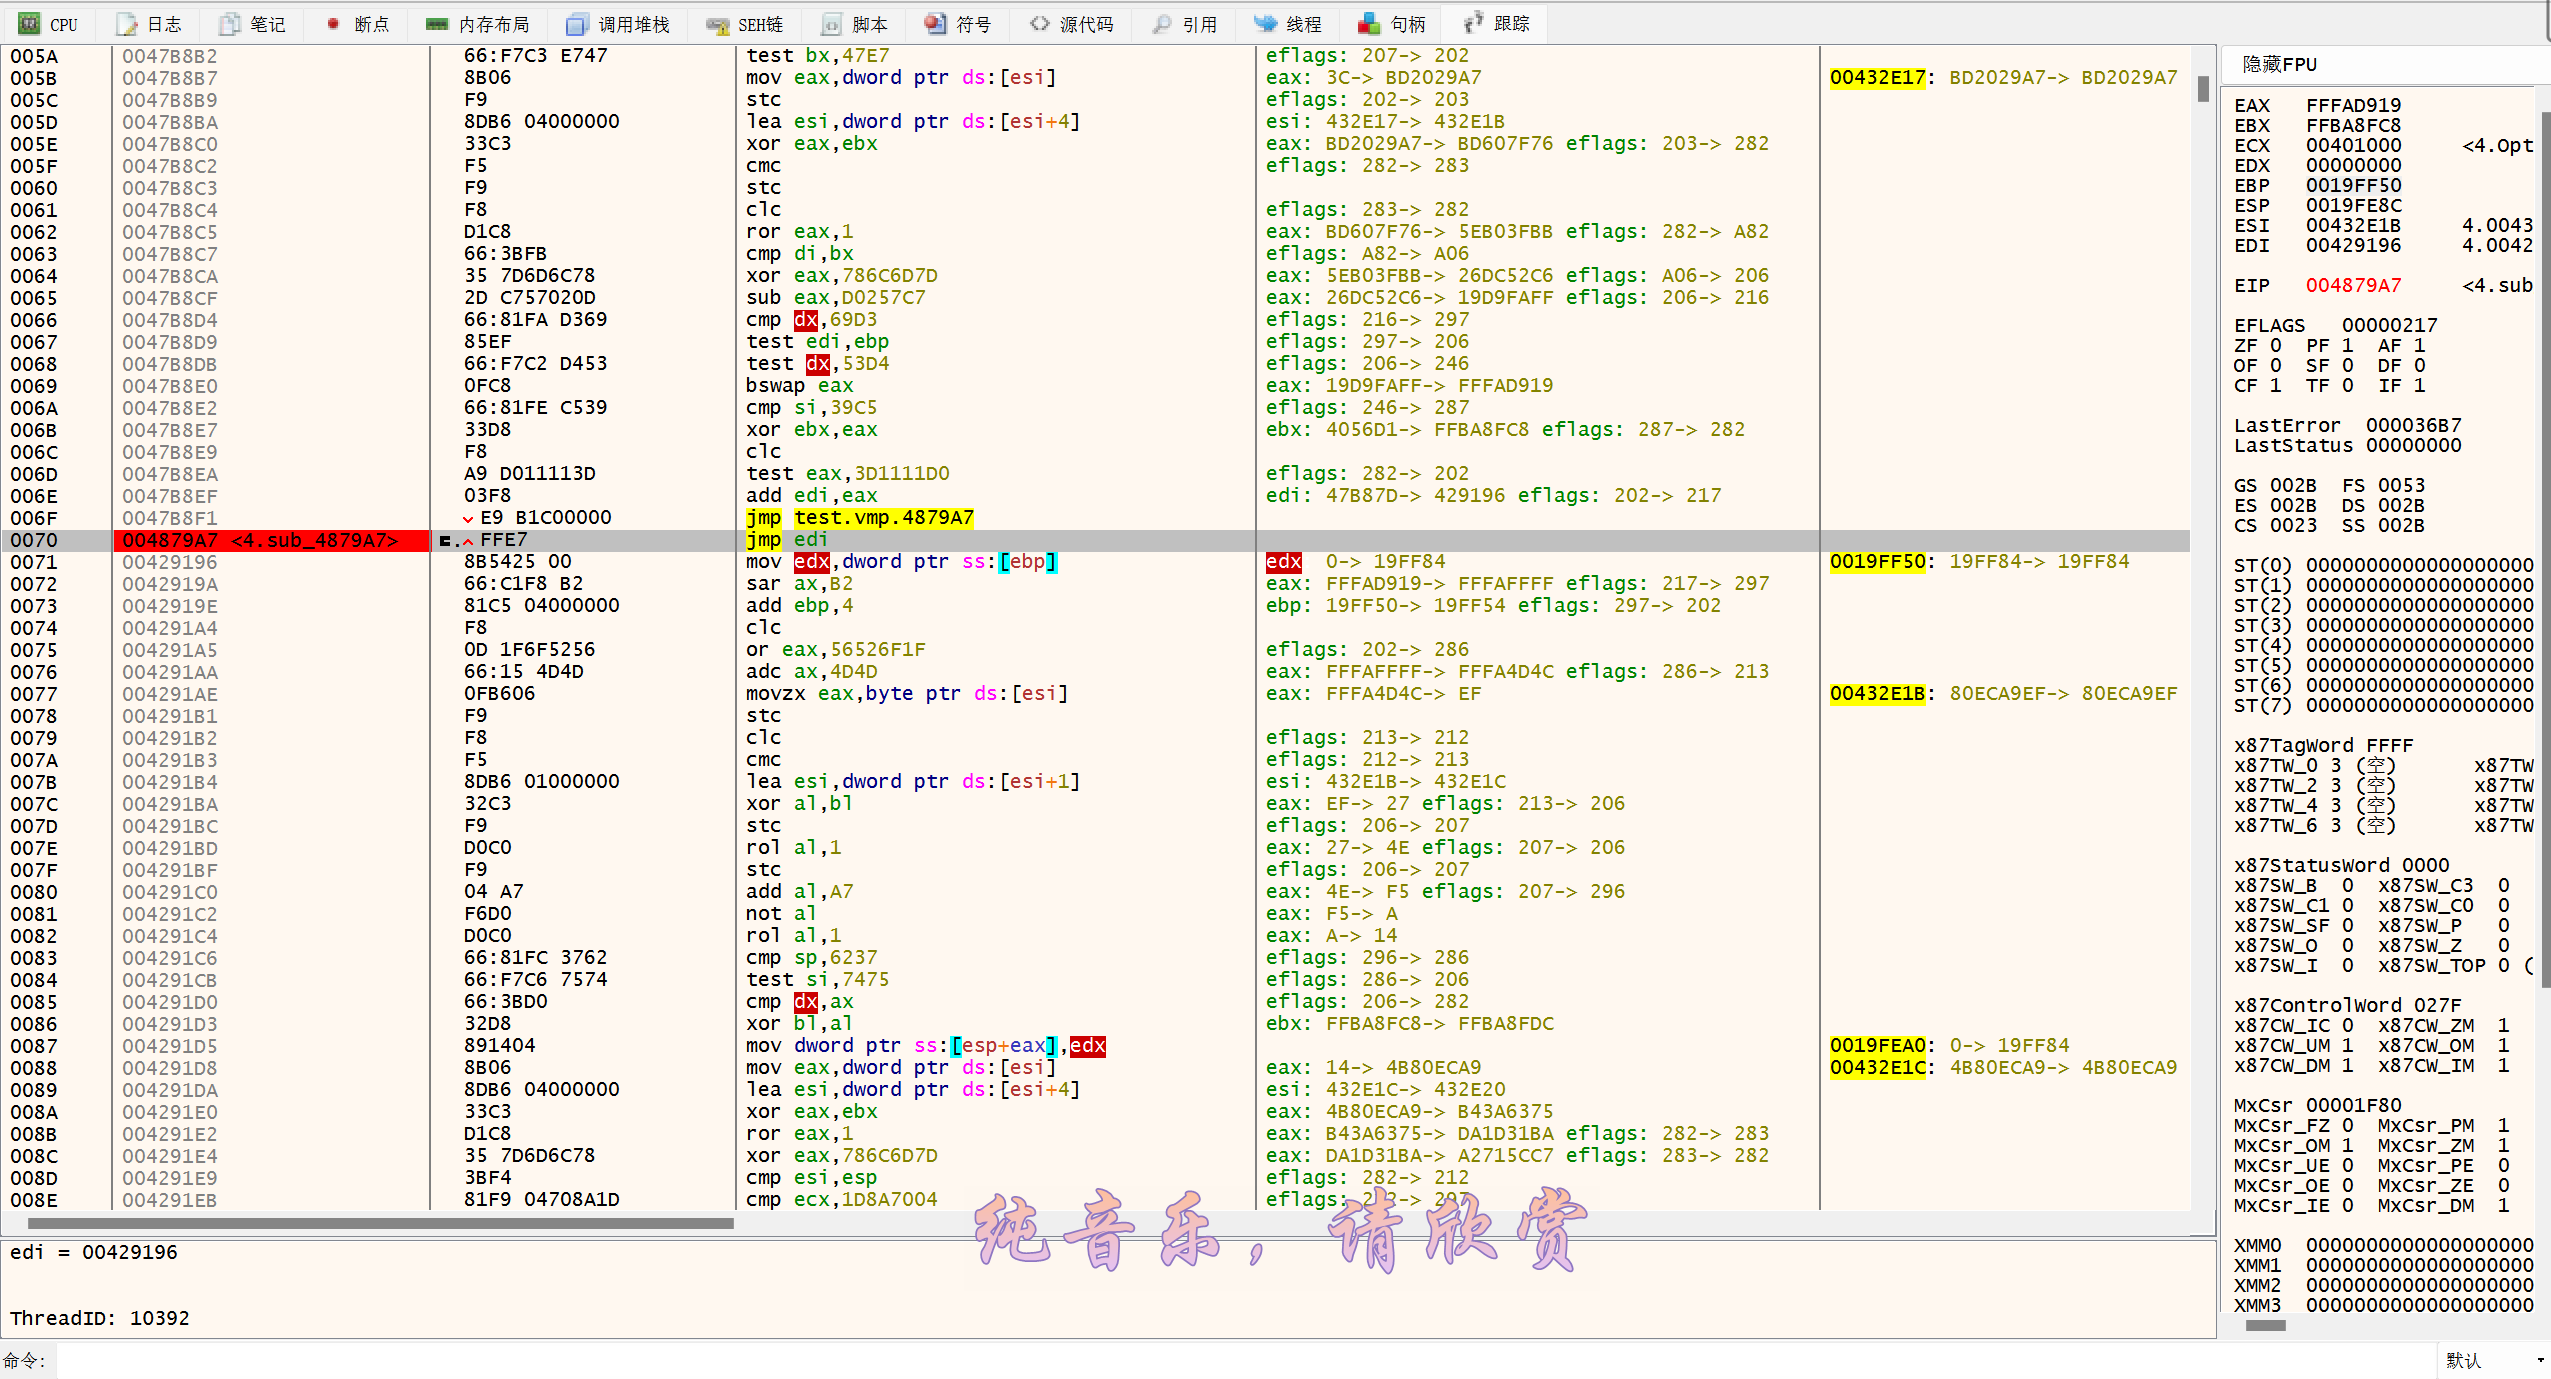 CPU 日志 笔记 断点 内存布局 调用堆栈 SEH链 脚本 符号 源代码 引用 线程 句柄 跟踪
005A 0047B8B2 66:F7C3 E747 test bx,47E7 eflags: 207-> 202
005B 0047B8B7 8B06 mov eax,dword ptr ds:[esi] eax: 3C-> BD2029A7 00432E17: BD2029A7-> BD2029A7
005C 0047B8B9 F9 stc eflags: 202-> 203
005D 0047B8BA 8DB6 04000000 lea esi,dword ptr ds:[esi+4] esi: 432E17-> 432E1B
005E 0047B8C0 33C3 xor eax,ebx eax: BD2029A7-> BD607F76 eflags: 203-> 282
005F 0047B8C2 F5 cmc eflags: 282-> 283
0060 0047B8C3 F9 stc
0061 0047B8C4 F8 clc eflags: 283-> 282
0062 0047B8C5 D1C8 ror eax,1 eax: BD607F76-> 5EB03FBB eflags: 282-> A82
0063 0047B8C7 66:3BFB cmp di,bx eflags: A82-> A06
0064 0047B8CA 35 7D6D6C78 xor eax,786C6D7D eax: 5EB03FBB-> 26DC52C6 eflags: A06-> 206
0065 0047B8CF 2D C757020D sub eax,D0257C7 eax: 26DC52C6-> 19D9FAFF eflags: 206-> 216
0066 0047B8D4 66:81FA D369 cmp dx,69D3 eflags: 216-> 297
0067 0047B8D9 85EF test edi,ebp eflags: 297-> 206
0068 0047B8DB 66:F7C2 D453 test dx,53D4 eflags: 206-> 246
0069 0047B8E0 0FC8 bswap eax eax: 19D9FAFF-> FFFAD919
006A 0047B8E2 66:81FE C539 cmp si,39C5 eflags: 246-> 287
006B 0047B8E7 33D8 xor ebx,eax ebx: 4056D1-> FFBA8FC8 eflags: 287-> 282
006C 0047B8E9 F8 clc
006D 0047B8EA A9 D011113D test eax,3D1111D0 eflags: 282-> 202
006E 0047B8EF 03F8 add edi,eax edi: 47B87D-> 429196 eflags: 202-> 217
006F 0047B8F1 E9 B1C00000 jmp test.vmp.4879A7
0070 004879A7 <4.sub_4879A7> FFE7 jmp edi
0071 00429196 8B5425 00 mov edx,dword ptr ss:[ebp] edx 0-> 19FF84 0019FF50: 19FF84-> 19FF84
0072 0042919A 66:C1F8 B2 sar ax,B2 eax: FFFAD919-> FFFAFFFF eflags: 217-> 297
0073 0042919E 81C5 04000000 add ebp,4 ebp: 19FF50-> 19FF54 eflags: 297-> 202
0074 004291A4 F8 clc
0075 004291A5 0D 1F6F5256 or eax,56526F1F eflags: 202-> 286
0076 004291AA 66:15 4D4D adc ax,4D4D eax: FFFAFFFF-> FFFA4D4C eflags: 286-> 213
0077 004291AE 0FB606 movzx eax,byte ptr ds:[esi] eax: FFFA4D4C-> EF 00432E1B: 80ECA9EF-> 80ECA9EF
0078 004291B1 F9 stc
0079 004291B2 F8 clc eflags: 213-> 212
007A 004291B3 F5 cmc eflags: 212-> 213
007B 004291B4 8DB6 01000000 lea esi,dword ptr ds:[esi+1] esi: 432E1B-> 432E1C
007C 004291BA 32C3 xor al,bl eax: EF-> 27 eflags: 213-> 206
007D 004291BC F9 stc eflags: 206-> 207
007E 004291BD D0C0 rol al,1 eax: 27-> 4E eflags: 207-> 206
007F 004291BF F9 stc eflags: 206-> 207
0080 004291C0 04 A7 add al,A7 eax: 4E-> F5 eflags: 207-> 296
0081 004291C2 F6D0 not al eax: F5-> A
0082 004291C4 D0C0 rol al,1 eax: A-> 14
0083 004291C6 66:81FC 3762 cmp sp,6237 eflags: 296-> 286
0084 004291CB 66:F7C6 7574 test si,7475 eflags: 286-> 206
0085 004291D0 66:3BD0 cmp dx,ax eflags: 206-> 282
0086 004291D3 32D8 xor bl,al ebx: FFBA8FC8-> FFBA8FDC
0087 004291D5 891404 mov dword ptr ss:[esp+eax],edx 0019FEA0: 0-> 19FF84
0088 004291D8 8B06 mov eax,dword ptr ds:[esi] eax: 14-> 4B80ECA9 00432E1C: 4B80ECA9-> 4B80ECA9
0089 004291DA 8DB6 04000000 lea esi,dword ptr ds:[esi+4] esi: 432E1C-> 432E20
008A 004291E0 33C3 xor eax,ebx eax: 4B80ECA9-> B43A6375
008B 004291E2 D1C8 ror eax,1 eax: B43A6375-> DA1D31BA eflags: 282-> 283
008C 004291E4 35 7D6D6C78 xor eax,786C6D7D eax: DA1D31BA-> A2715CC7 eflags: 283-> 282
008D 004291E9 3BF4 cmp esi,esp eflags: 282-> 212
008E 004291EB 81F9 04708A1D cmp ecx,1D8A7004 eflags: 212-> 297
纯音乐，请欣赏
edi = 00429196
ThreadID: 10392
命令:
默认
隐藏FPU
EAX FFFAD919
EBX FFBA8FC8
ECX 00401000 <4.Opt
EDX 00000000
EBP 0019FF50
ESP 0019FE8C
ESI 00432E1B 4.0043
EDI 00429196 4.0042
EIP 004879A7 <4.sub
EFLAGS 00000217
ZF 0 PF 1 AF 1
OF 0 SF 0 DF 0
CF 1 TF 0 IF 1
LastError 000036B7
LastStatus 00000000
GS 002B FS 0053
ES 002B DS 002B
CS 0023 SS 002B
ST(0) 0000000000000000000
ST(1) 0000000000000000000
ST(2) 0000000000000000000
ST(3) 0000000000000000000
ST(4) 0000000000000000000
ST(5) 0000000000000000000
ST(6) 0000000000000000000
ST(7) 0000000000000000000
x87TagWord FFFF
x87TW_0 3 (空) x87TW
x87TW_2 3 (空) x87TW
x87TW_4 3 (空) x87TW
x87TW_6 3 (空) x87TW
x87StatusWord 0000
x87SW_B 0 x87SW_C3 0
x87SW_C1 0 x87SW_C0 0
x87SW_SF 0 x87SW_P 0
x87SW_O 0 x87SW_Z 0
x87SW_I 0 x87SW_TOP 0 (
x87ControlWord 027F
x87CW_IC 0 x87CW_ZM 1
x87CW_UM 1 x87CW_OM 1
x87CW_DM 1 x87CW_IM 1
MxCsr 00001F80
MxCsr_FZ 0 MxCsr_PM 1
MxCsr_OM 1 MxCsr_ZM 1
MxCsr_UE 0 MxCsr_PE 0
MxCsr_OE 0 MxCsr_ZE 0
MxCsr_IE 0 MxCsr_DM 1
XMM0 0000000000000000000
XMM1 0000000000000000000
XMM2 0000000000000000000
XMM3 0000000000000000000